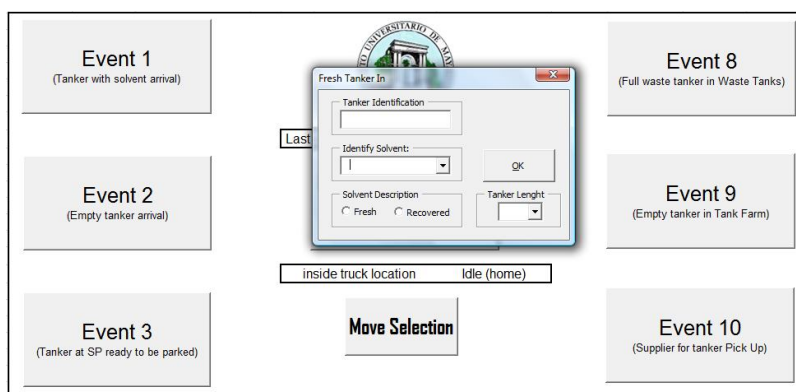 Event 1
(Tanker with solvent arrival)
UNIVERSITARIO DE MAY
Event 8
(Full waste tanker in Waste Tanks)
Fresh Tanker In
Tanker Identification
Last
Identify Solvent:
OK
Solvent Description
Fresh Recovered
Tanker Lenght
Event 2
(Empty tanker arrival)
Event 9
(Empty tanker in Tank Farm)
inside truck location Idle (home)
Event 3
(Tanker at SP ready to be parked)
Move Selection
Event 10
(Supplier for tanker Pick Up)